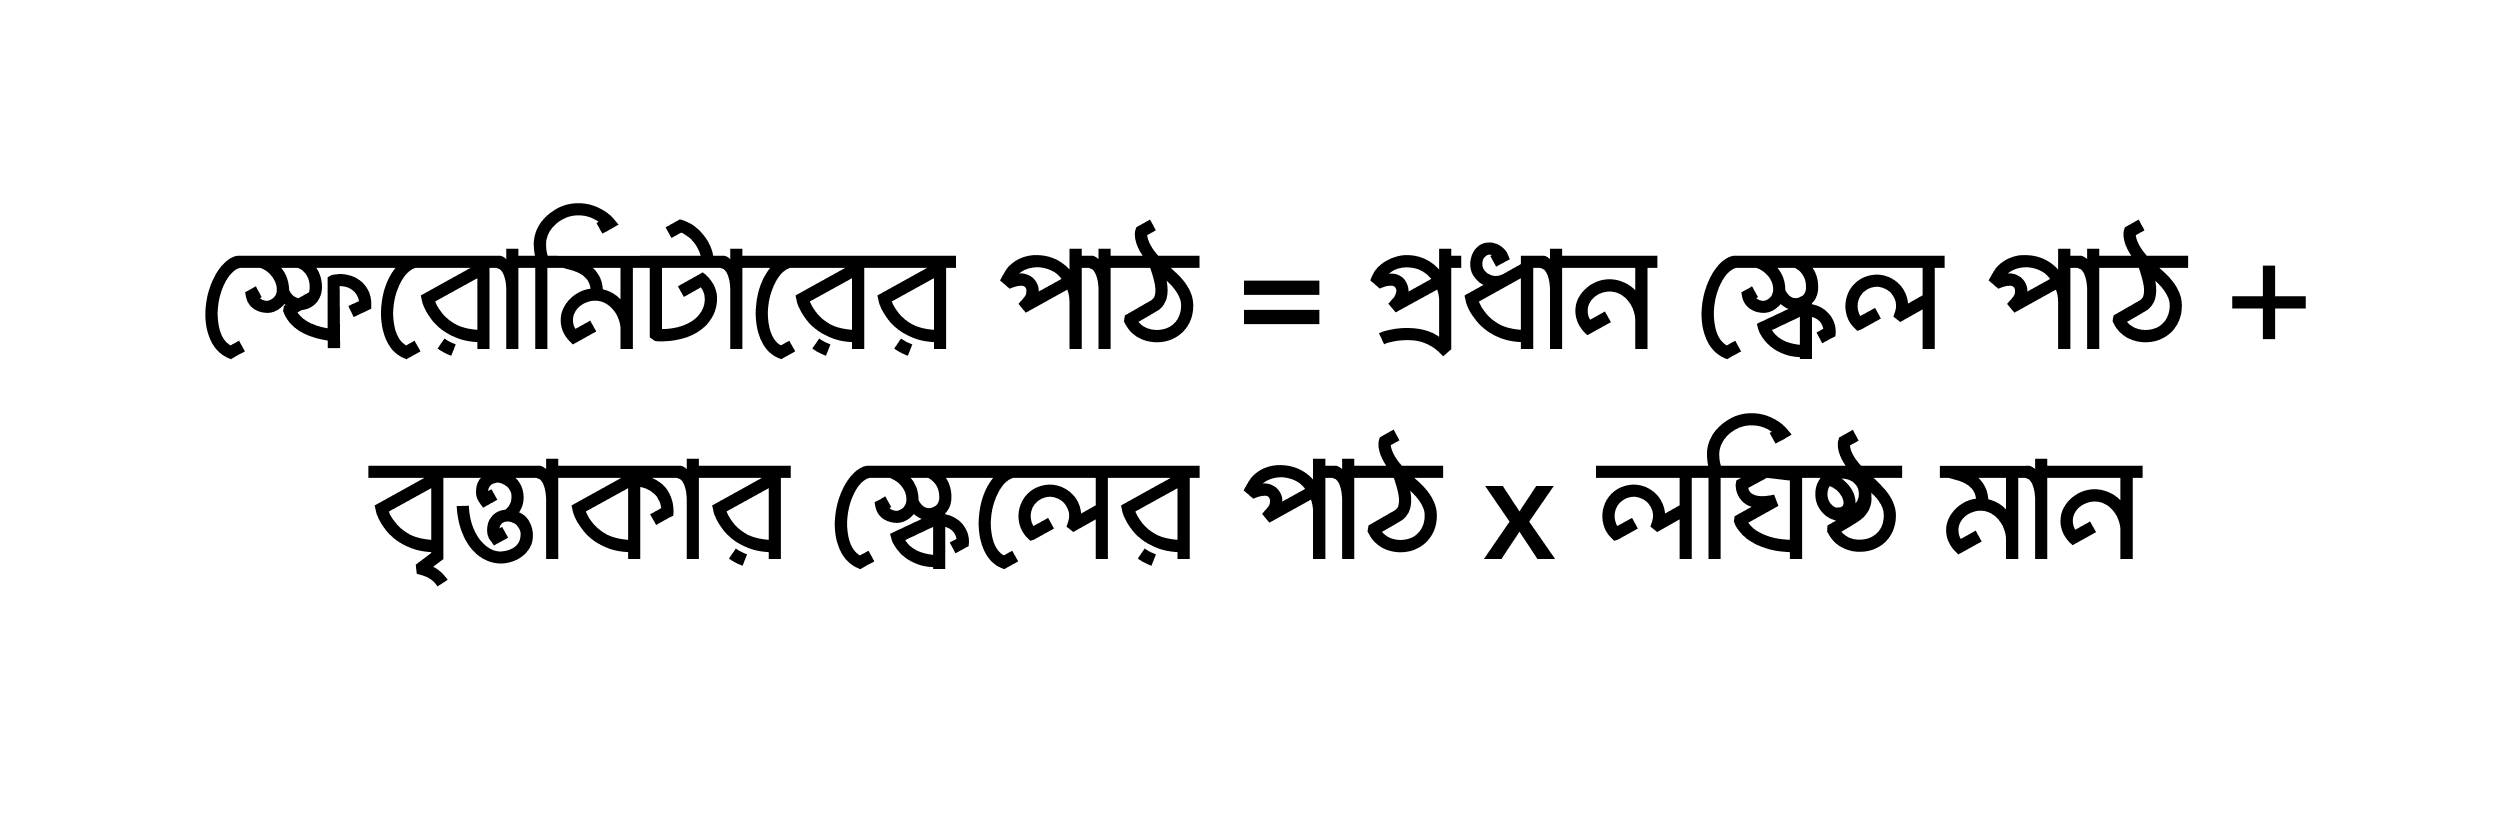 ফেরোমিটারের পাঠ = প্রধান স্কেল পাঠ +
বৃত্তাকার স্কেলের পাঠ x লঘিষ্ঠ মান